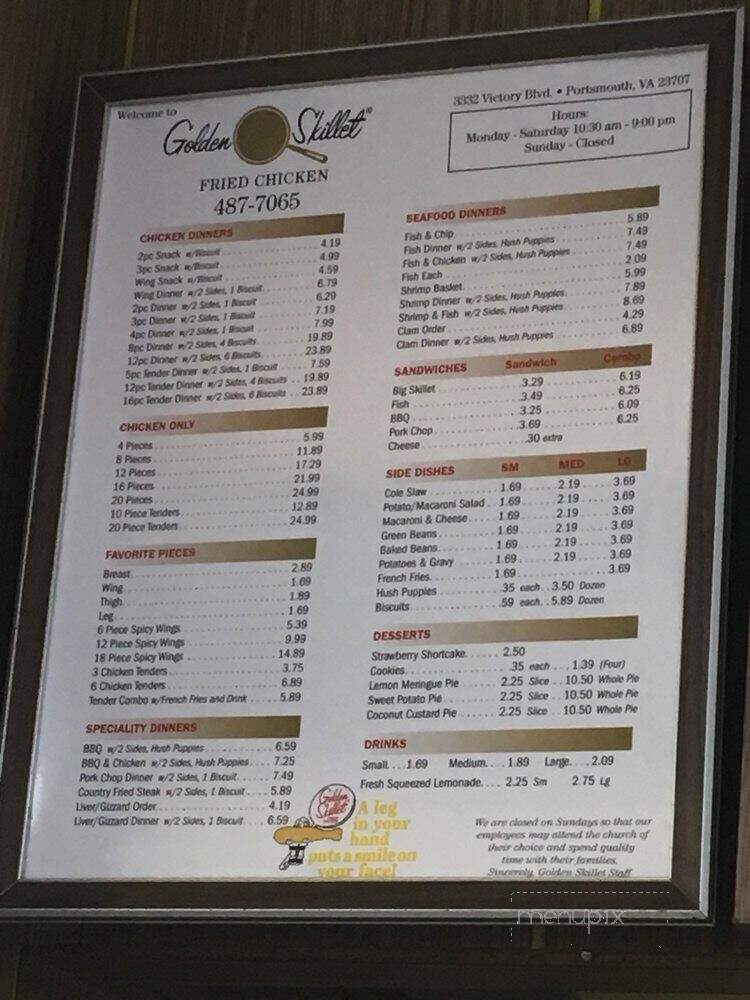 Welcome to
Golden Skillet®
FRIED CHICKEN
487-7065
3332 Victory Blvd. • Portsmouth, VA 23707
Hours:
Monday - Saturday 10:30 am - 9:00 pm
Sunday - Closed
CHICKEN DINNERS
2pc Snack w/Biscuit 4.19
3pc Snack w/Biscuit 4.99
Wing Snack w/Biscuit 4.59
Wing Dinner w/2 Sides, 1 Biscuit 6.79
2pc Dinner w/2 Sides, 1 Biscuit 6.29
3pc Dinner w/2 Sides, 1 Biscuit 7.19
4pc Dinner w/2 Sides, 1 Biscuit 7.99
8pc Dinner w/2 Sides, 4 Biscuits 19.89
12pc Dinner w/2 Sides, 6 Biscuits 23.89
5pc Tender Dinner w/2 Sides, 1 Biscuit 7.59
12pc Tender Dinner w/2 Sides, 4 Biscuits 19.89
16pc Tender Dinner w/2 Sides, 6 Biscuits 23.89
CHICKEN ONLY
4 Pieces 5.99
8 Pieces 11.89
12 Pieces 17.29
16 Pieces 21.99
20 Pieces 24.99
10 Piece Tenders 12.89
20 Piece Tenders 24.99
FAVORITE PIECES
Breast 2.89
Wing 1.69
Thigh 1.89
Leg 1.69
6 Piece Spicy Wings 5.39
12 Piece Spicy Wings 9.99
18 Piece Spicy Wings 14.89
3 Chicken Tenders 3.75
6 Chicken Tenders 6.89
Tender Combo w/French Fries and Drink 5.89
SPECIALITY DINNERS
BBQ w/2 Sides, Hush Puppies 6.59
BBQ & Chicken w/2 Sides, Hush Puppies 7.25
Pork Chop Dinner w/2 Sides, 1 Biscuit 7.49
Country Fried Steak w/2 Sides, 1 Biscuit 5.89
Liver/Gizzard Order 4.19
Liver/Gizzard Dinner w/2 Sides, 1 Biscuit 6.59
SEAFOOD DINNERS
Fish & Chip 5.89
Fish Dinner w/2 Sides, Hush Puppies 7.49
Fish & Chicken w/2 Sides, Hush Puppies 7.49
Fish Each 2.09
Shrimp Basket 5.99
Shrimp Dinner w/2 Sides, Hush Puppies 7.89
Shrimp & Fish w/2 Sides, Hush Puppies 8.69
Clam Order 4.29
Clam Dinner w/2 Sides, Hush Puppies 6.89
SANDWICHES Sandwich Combo
Big Skillet 3.29 6.19
Fish 3.49 6.25
BBQ 3.25 6.09
Pork Chop 3.69 6.25
Cheese .30 extra
SIDE DISHES SM MED LG
Cole Slaw 1.69 2.19 3.69
Potato/Macaroni Salad 1.69 2.19 3.69
Macaroni & Cheese 1.69 2.19 3.69
Green Beans 1.69 2.19 3.69
Baked Beans 1.69 2.19 3.69
Potatoes & Gravy 1.69 2.19 3.69
French Fries 1.69 3.69
Hush Puppies .35 each 3.50 Dozen
Biscuits .59 each 5.89 Dozen
DESSERTS
Strawberry Shortcake 2.50
Cookies .35 each 1.39 (Four)
Lemon Meringue Pie 2.25 Slice 10.50 Whole Pie
Sweet Potato Pie 2.25 Slice 10.50 Whole Pie
Coconut Custard Pie 2.25 Slice 10.50 Whole Pie
DRINKS
Small 1.69 Medium 1.89 Large 2.09
Fresh Squeezed Lemonade 2.25 Sm 2.75 Lg
Golden Skillet
A leg
in your
hand
puts a smile on
your face!
We are closed on Sundays so that our
employees may attend the church of
their choice and spend quality
time with their families.
Sincerely, Golden Skillet Staff
menupix